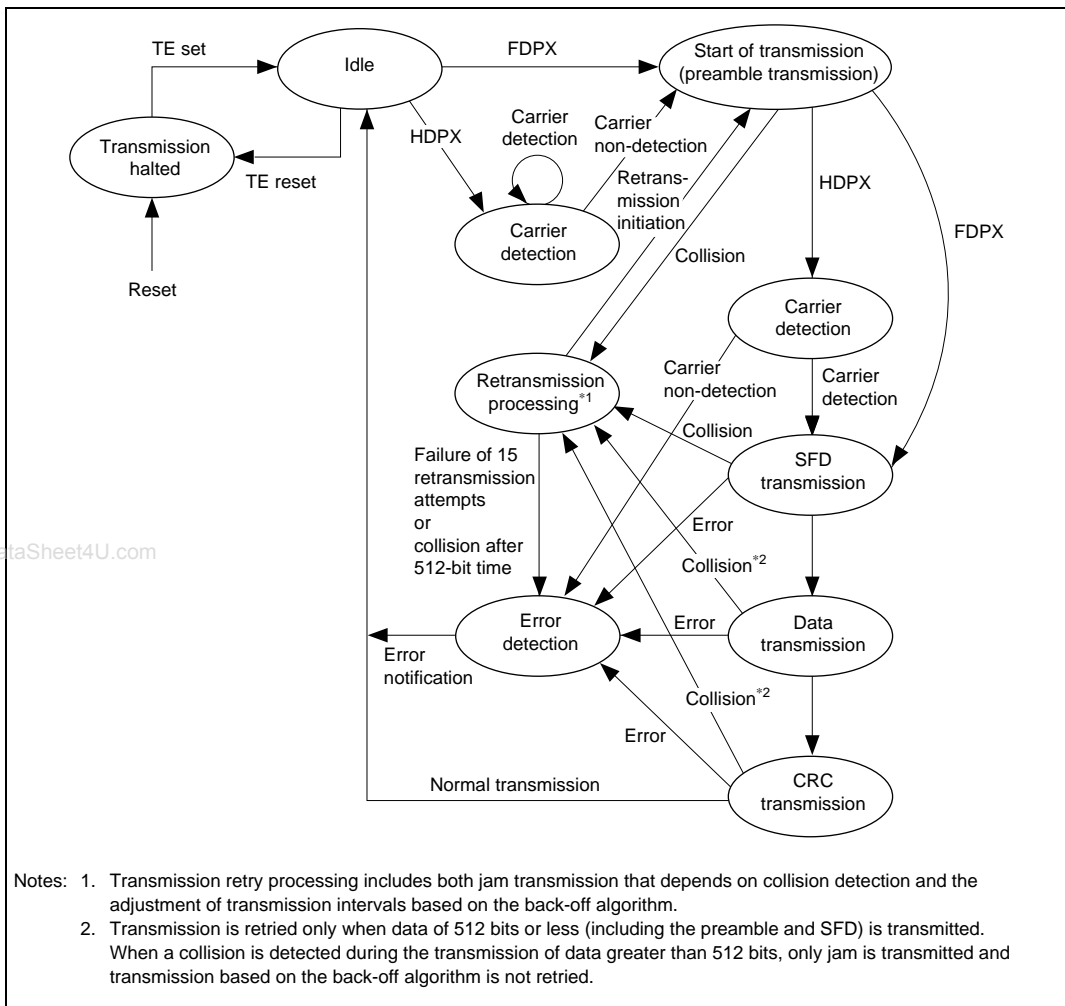 TE set
Idle
FDPX
Start of transmission
(preamble transmission)
Transmission
halted
TE reset
Reset
HDPX
Carrier
detection
Carrier
non-detection
Carrier
detection
Retrans-
mission
initiation
Collision
HDPX
FDPX
Carrier
detection
Carrier
non-detection
Carrier
detection
Retransmission
processing*1
Collision
SFD
transmission
Failure of 15
retransmission
attempts
or
collision after
512-bit time
Error
Collision*2
Error
detection
Error
Data
transmission
Error
notification
Collision*2
Error
Normal transmission
CRC
transmission
ataSheet4U.com
Notes: 1. Transmission retry processing includes both jam transmission that depends on collision detection and the
adjustment of transmission intervals based on the back-off algorithm.
2. Transmission is retried only when data of 512 bits or less (including the preamble and SFD) is transmitted.
When a collision is detected during the transmission of data greater than 512 bits, only jam is transmitted and
transmission based on the back-off algorithm is not retried.